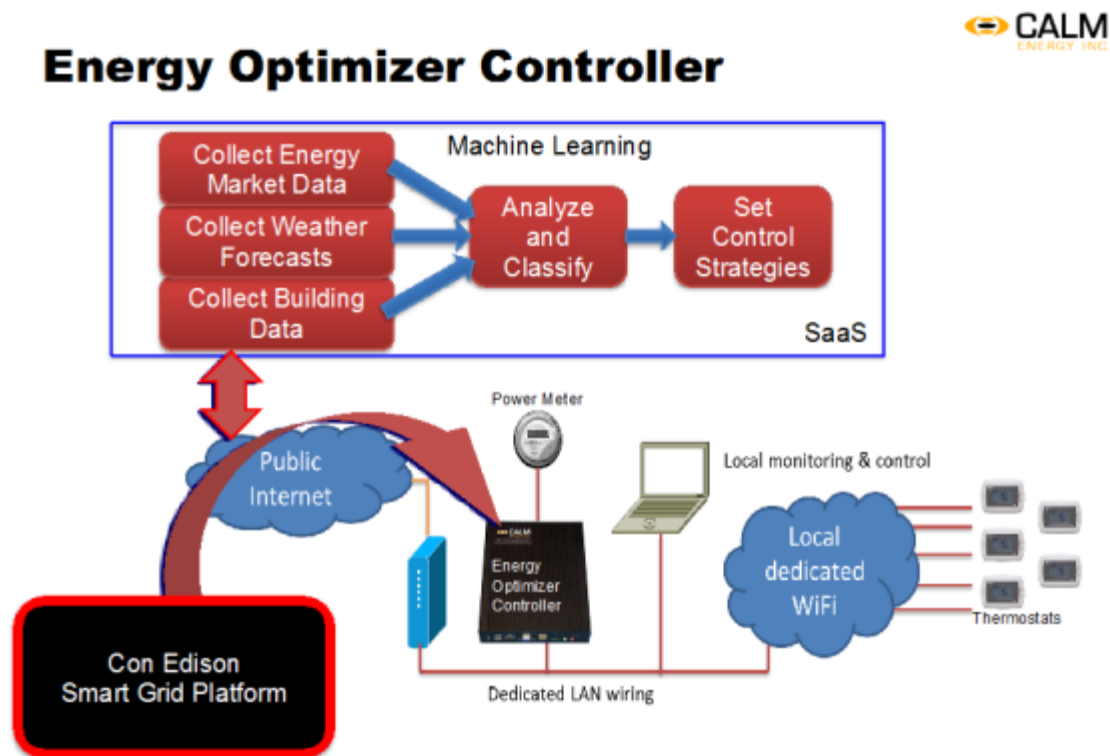 CALM
ENERGY INC
Energy Optimizer Controller
Machine Learning
Collect Energy
Market Data
Collect Weather
Forecasts
Collect Building
Data
Analyze
and
Classify
Set
Control
Strategies
SaaS
Power Meter
Public
Internet
Local monitoring & control
CALM
Energy
Optimizer
Controller
Local
dedicated
WiFi
Thermostats
Con Edison
Smart Grid Platform
Dedicated LAN wiring